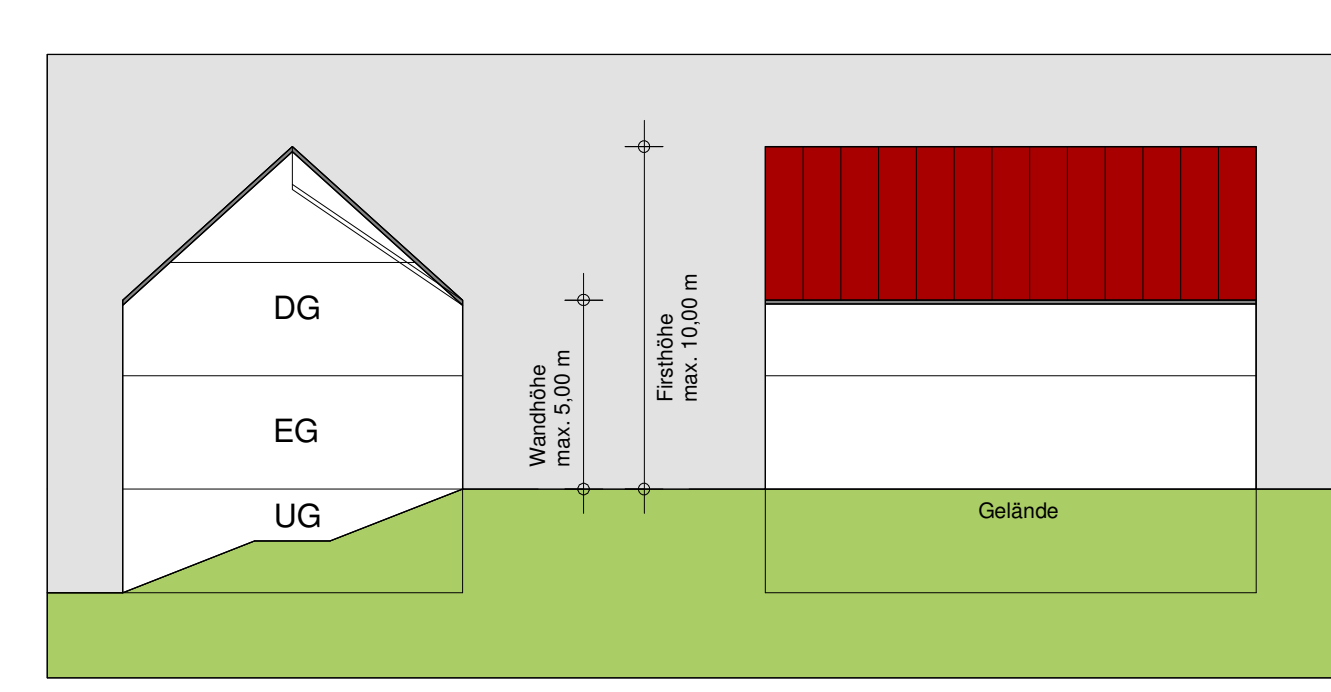 DG
EG
UG
Wandhöhe
max. 5,00 m
Firsthöhe
max. 10,00 m
Gelände